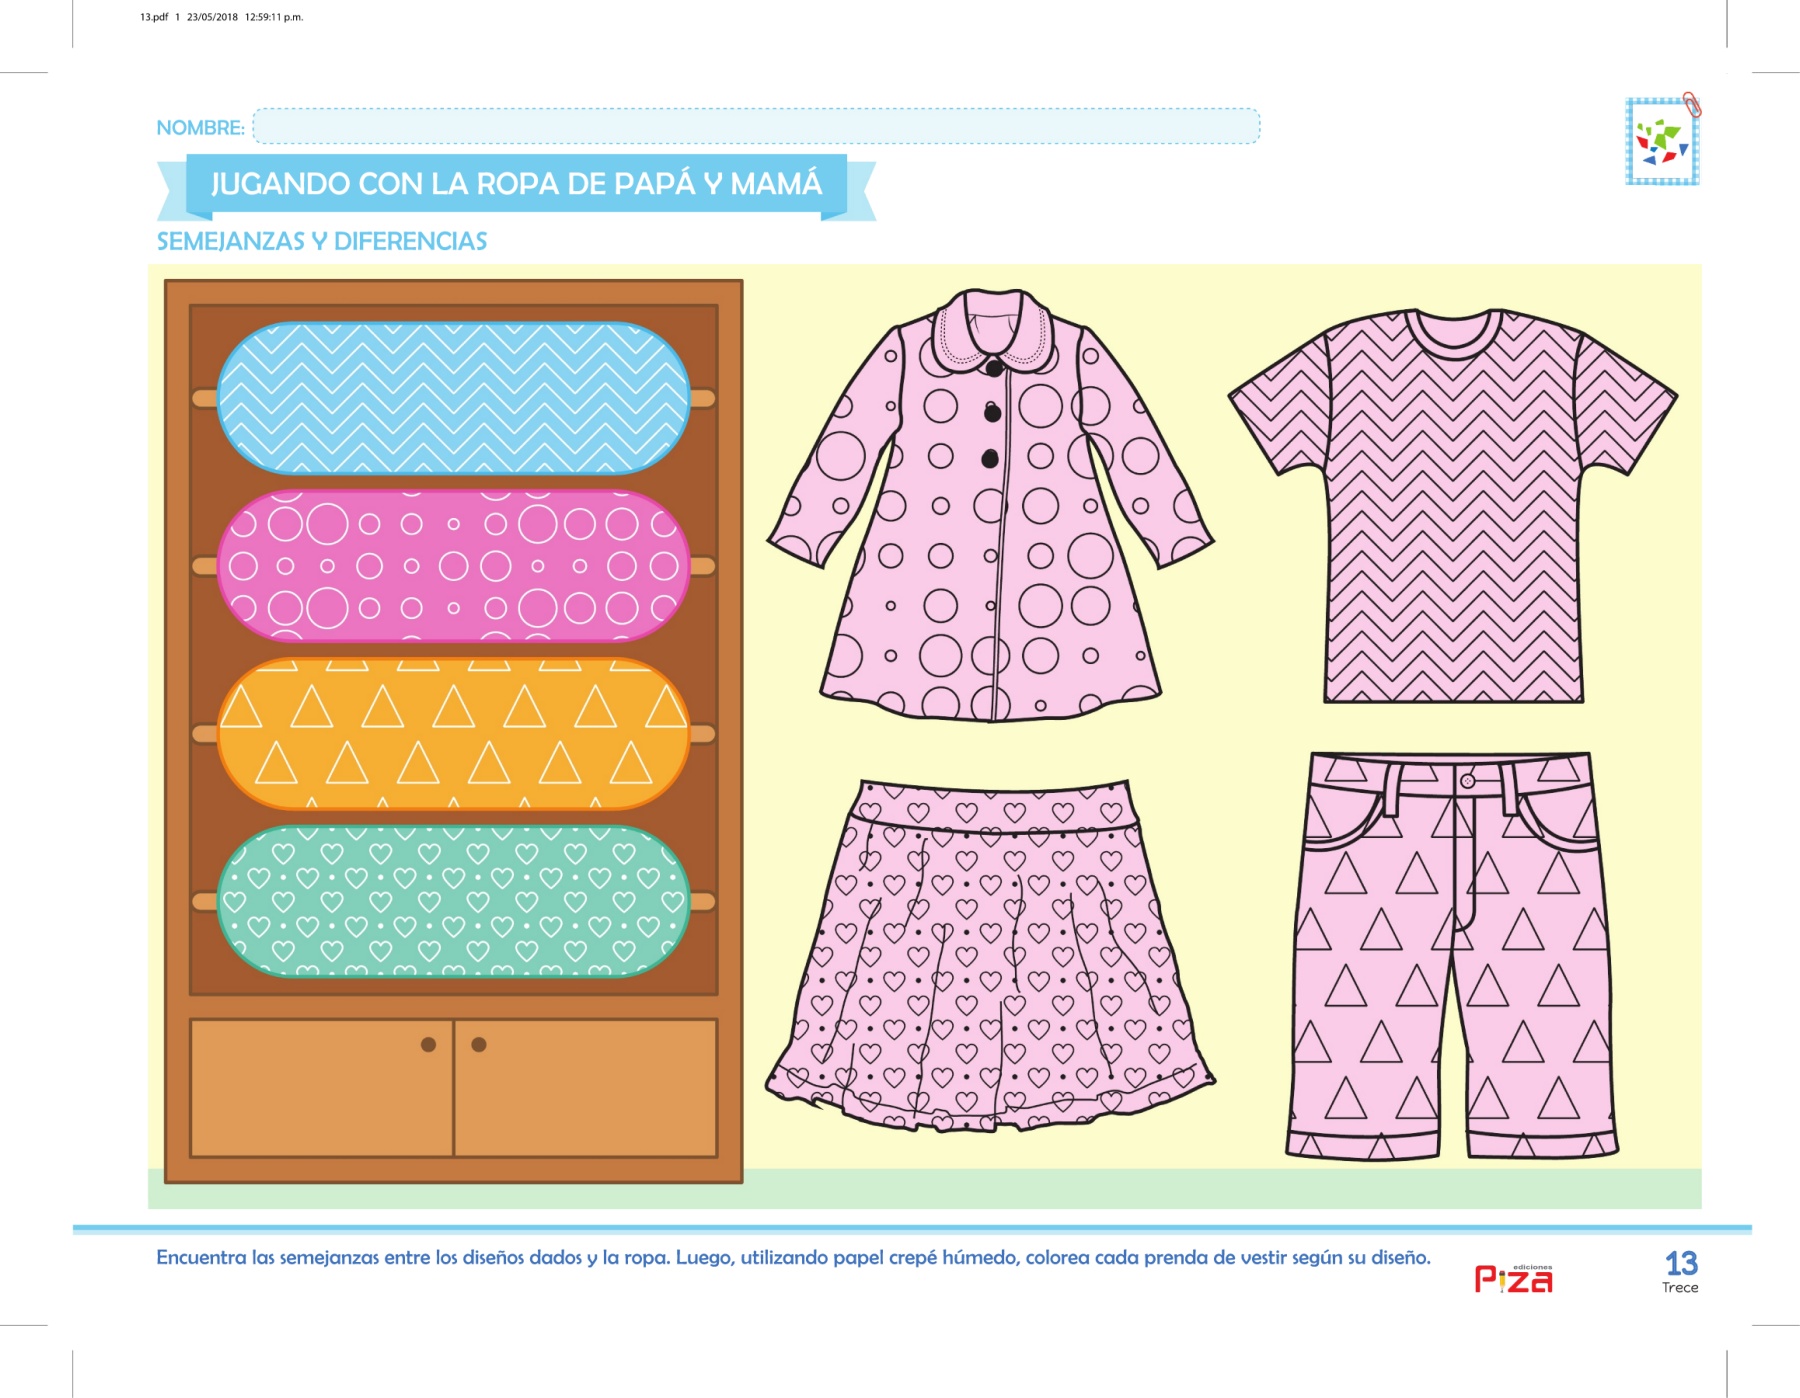 13.pdf 1 23/05/2018 12:59:11 p.m.
NOMBRE:
JUGANDO CON LA ROPA DE PAPÁ Y MAMÁ
SEMEJANZAS Y DIFERENCIAS
Encuentra las semejanzas entre los diseños dados y la ropa. Luego, utilizando papel crepé húmedo, colorea cada prenda de vestir según su diseño.
ediciones
Piza
13
Trece